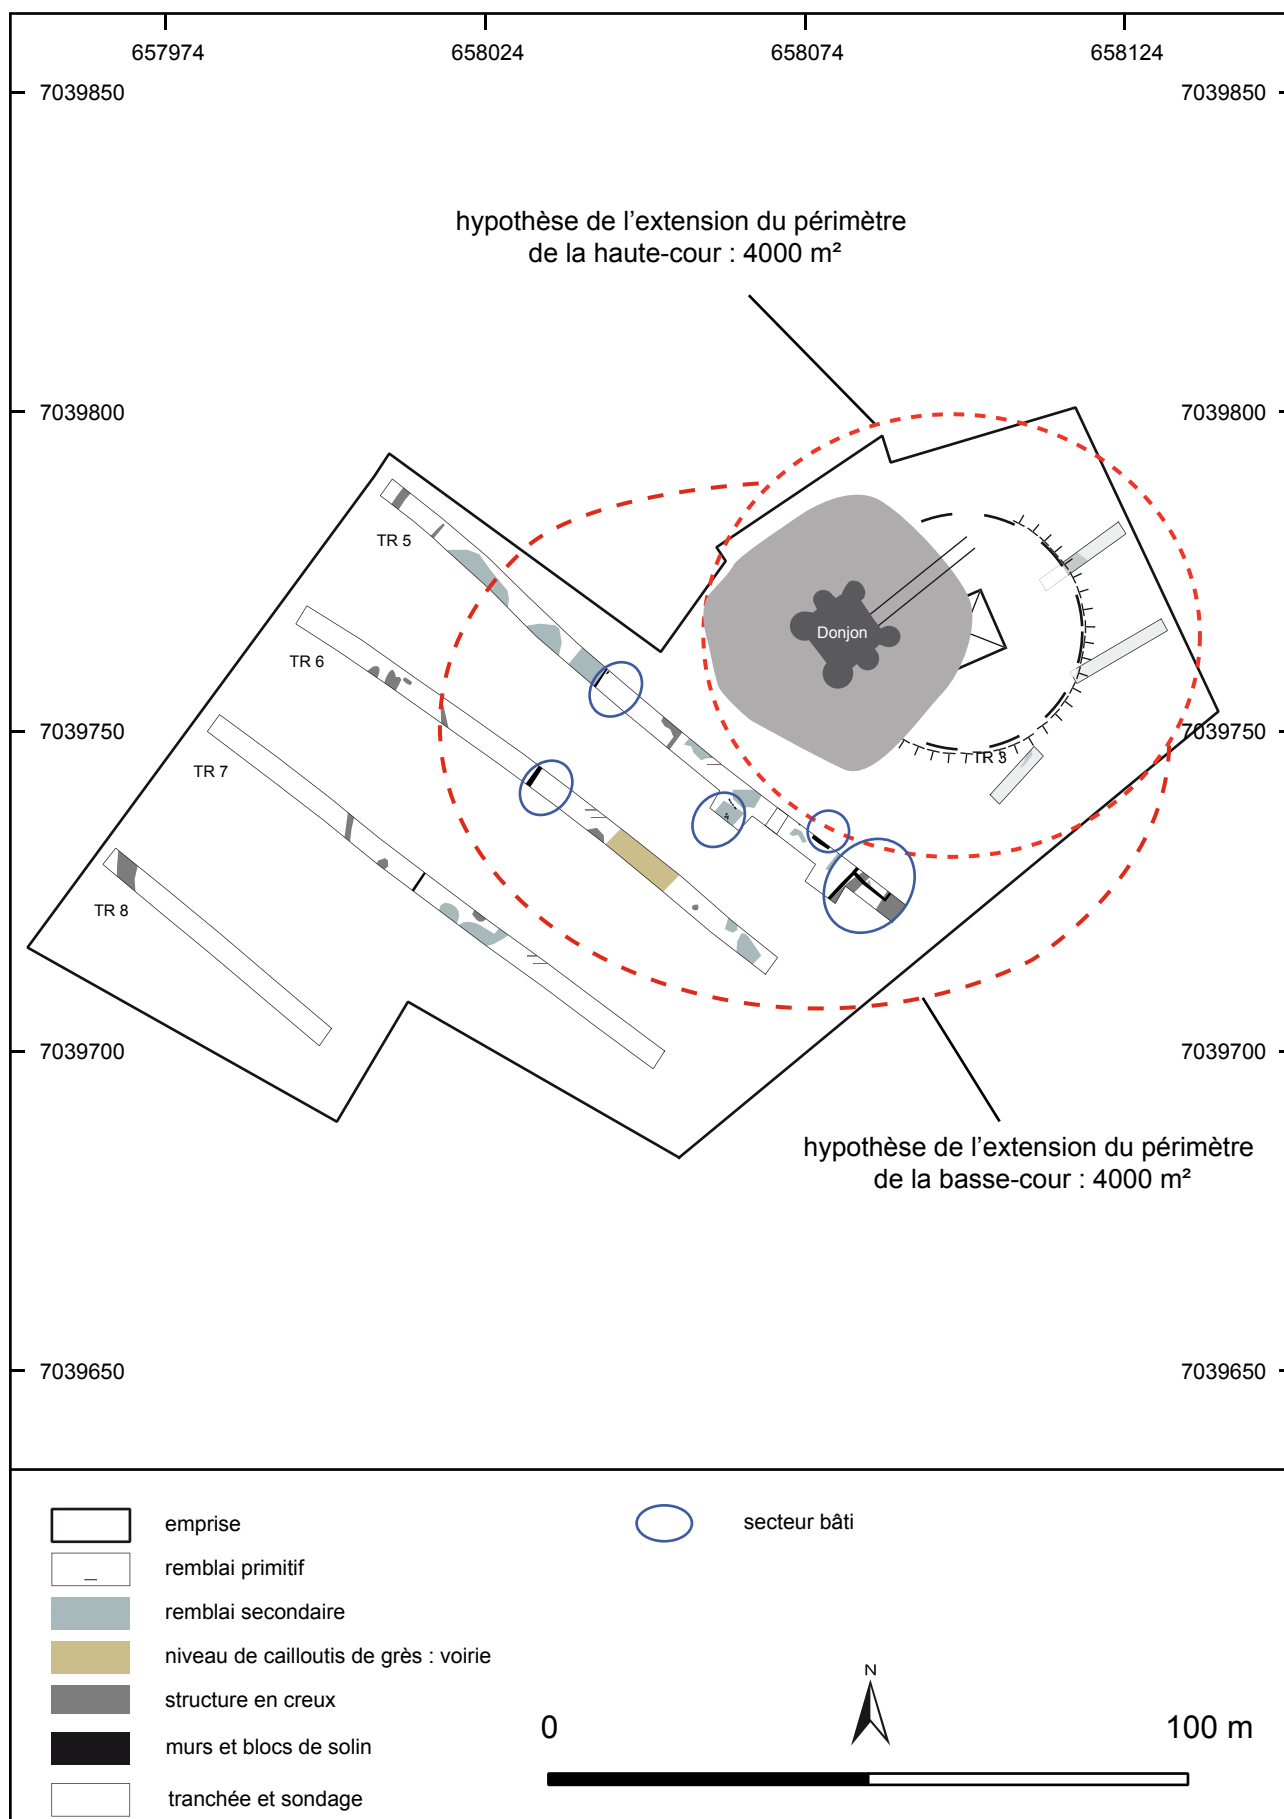 657974
658024
658074
658124
7039850
7039850
hypothèse de l’extension du périmètre
de la haute-cour : 4000 m²
7039800
7039800
TR 5
Donjon
TR 6
7039750
7039750
TR 3
TR 7
TR 8
7039700
7039700
hypothèse de l’extension du périmètre
de la basse-cour : 4000 m²
7039650
7039650
emprise
secteur bâti
remblai primitif
remblai secondaire
niveau de cailloutis de grès : voirie
structure en creux
murs et blocs de solin
tranchée et sondage
N
0
100 m